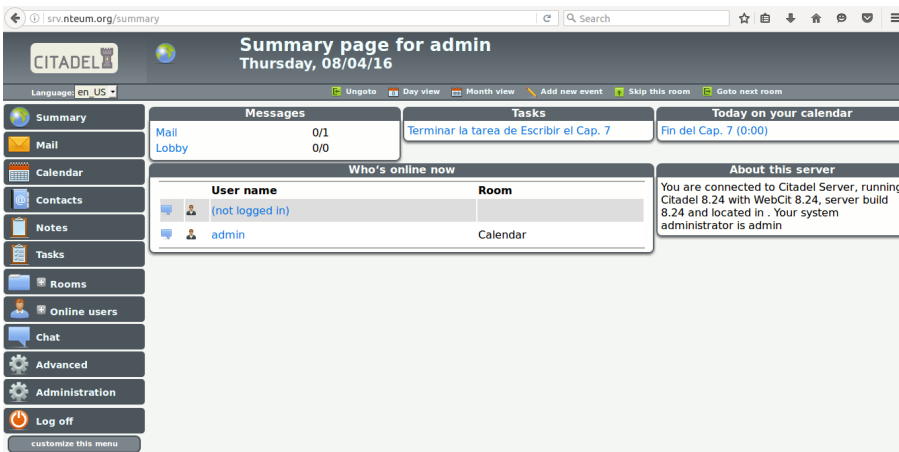 srv.nteum.org/summary
Search
CITADEL
Summary page for admin
Thursday, 08/04/16
Language: en_US
Ungoto Day view Month view Add new event Skip this room Goto next room
Summary
Mail
Calendar
Contacts
Notes
Tasks
Rooms
Online users
Chat
Advanced
Administration
Log off
customize this menu
Messages
Mail 0/1
Lobby 0/0
Tasks
Terminar la tarea de Escribir el Cap. 7
Today on your calendar
Fin del Cap. 7 (0:00)
Who's online now
User name Room
(not logged in)
admin Calendar
About this server
You are connected to Citadel Server, running
Citadel 8.24 with WebCit 8.24, server build
8.24 and located in . Your system
administrator is admin